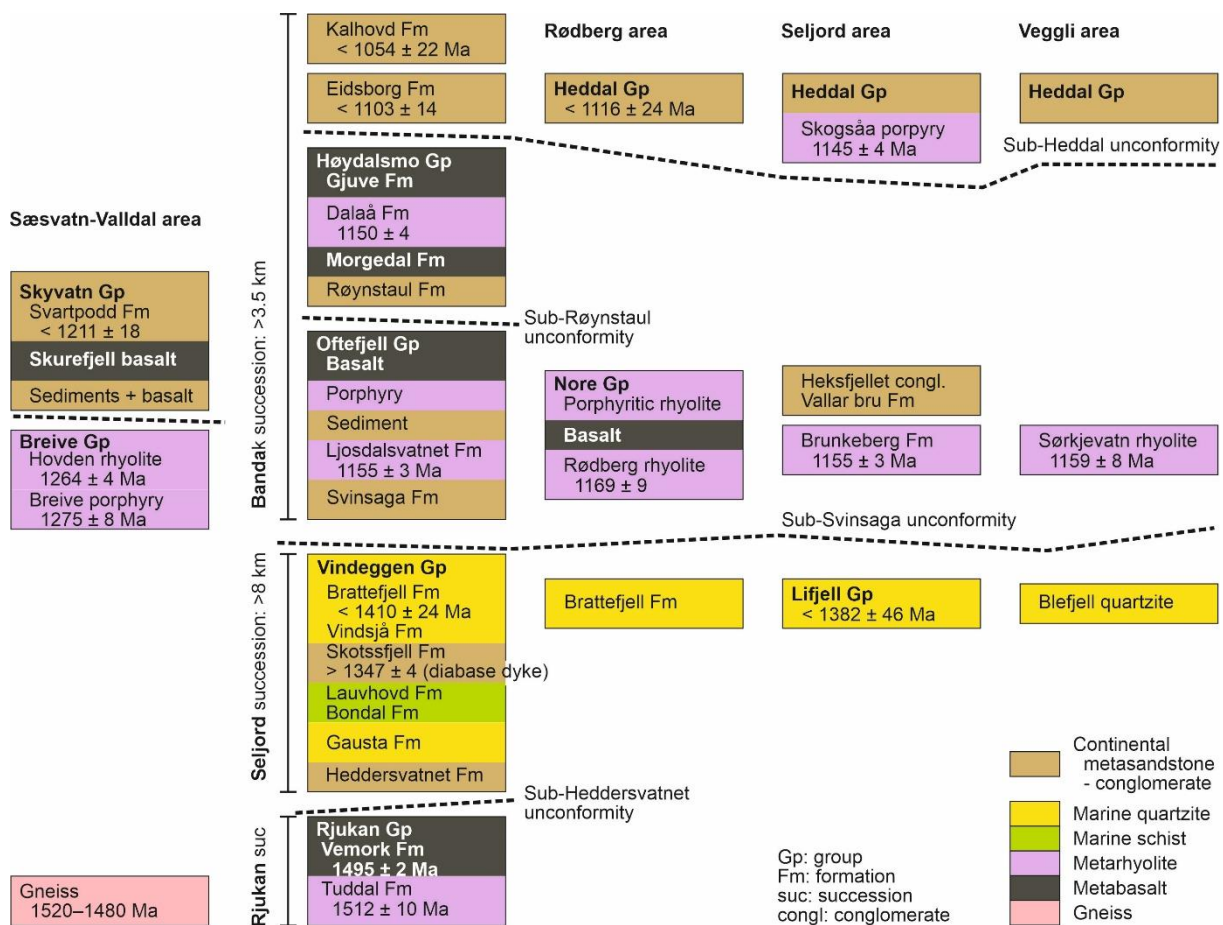 Sæsvatn-Valldal area
Skyvatn Gp
Svartpodd Fm
< 1211 ± 18
Skurefjell basalt
Sediments + basalt
Breive Gp
Hovden rhyolite
1264 ± 4 Ma
Breive porphyry
1275 ± 8 Ma
Gneiss
1520–1480 Ma
Bandak succession: >3.5 km
Seljord succession: >8 km
Rjukan suc
Kalhovd Fm
< 1054 ± 22 Ma
Eidsborg Fm
< 1103 ± 14
Høydalsmo Gp
Gjuve Fm
Dalaå Fm
1150 ± 4
Morgedal Fm
Røynstaul Fm
Sub-Røynstaul
unconformity
Oftefjell Gp
Basalt
Porphyry
Sediment
Ljosdalsvatnet Fm
1155 ± 3 Ma
Svinsaga Fm
Vindeggen Gp
Brattefjell Fm
< 1410 ± 24 Ma
Vindsjå Fm
Skotssfjell Fm
> 1347 ± 4 (diabase dyke)
Lauvhovd Fm
Bondal Fm
Gausta Fm
Heddersvatnet Fm
Sub-Heddersvatnet
unconformity
Rjukan Gp
Vemork Fm
1495 ± 2 Ma
Tuddal Fm
1512 ± 10 Ma
Rødberg area
Heddal Gp
< 1116 ± 24 Ma
Nore Gp
Porphyritic rhyolite
Basalt
Rødberg rhyolite
1169 ± 9
Brattefjell Fm
Seljord area
Heddal Gp
Skogsåa porpyry
1145 ± 4 Ma
Heksfjellet congl.
Vallar bru Fm
Brunkeberg Fm
1155 ± 3 Ma
Sub-Svinsaga unconformity
Lifjell Gp
< 1382 ± 46 Ma
Veggli area
Heddal Gp
Sub-Heddal unconformity
Sørkjevatn rhyolite
1159 ± 8 Ma
Blefjell quartzite
Gp: group
Fm: formation
suc: succession
congl: conglomerate
Continental
metasandstone
- conglomerate
Marine quartzite
Marine schist
Metarhyolite
Metabasalt
Gneiss